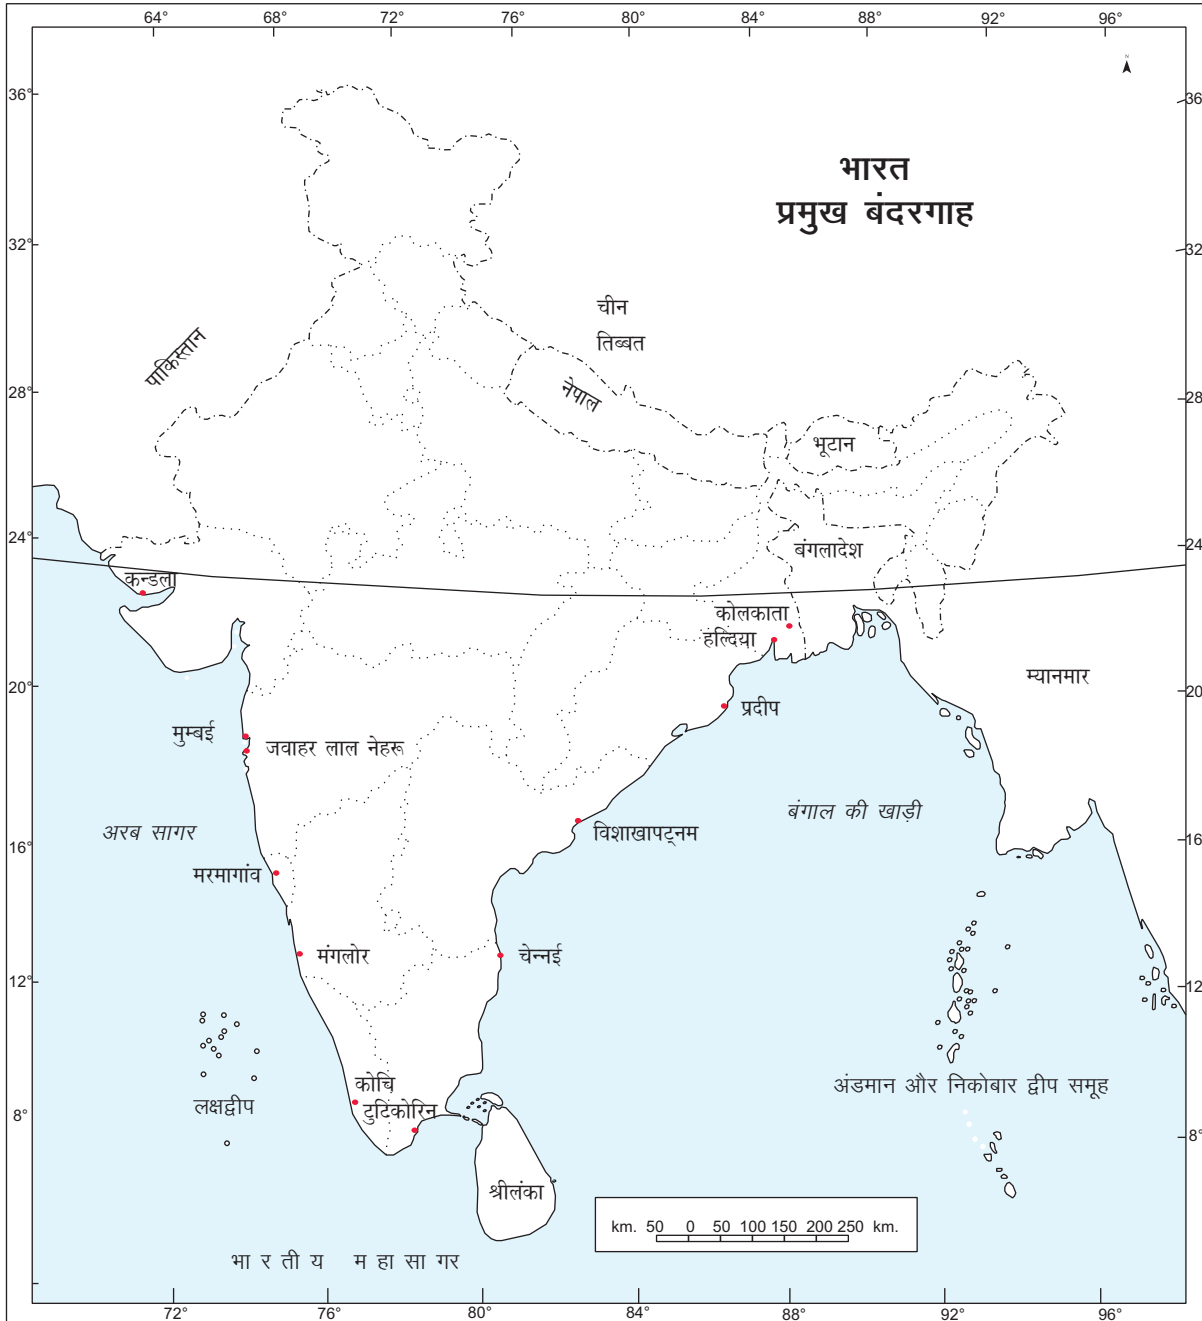 64° 68° 72° 76° 80° 84° 88° 92° 96°
N
36° 36
भारत
प्रमुख बंदरगाह
32° 32
चीन
तिब्बत
पाकिस्तान
28° 28
नेपाल
भूटान
24° 24
बंगलादेश
कन्डला
कोलकाता
हल्दिया
म्यानमार
20° 20
प्रदीप
मुम्बई
जवाहर लाल नेहरू
बंगाल की खाड़ी
अरब सागर
विशाखापट्नम
16° 16
मरमागांव
मंगलोर
चेन्नई
12° 12
कोचि
टुटिकोरिन
अंडमान और निकोबार द्वीप समूह
लक्षद्वीप
8° 8°
श्रीलंका
km. 50 0 50 100 150 200 250 km.
भारतीय महासागर
72° 76° 80° 84° 88° 92° 96°